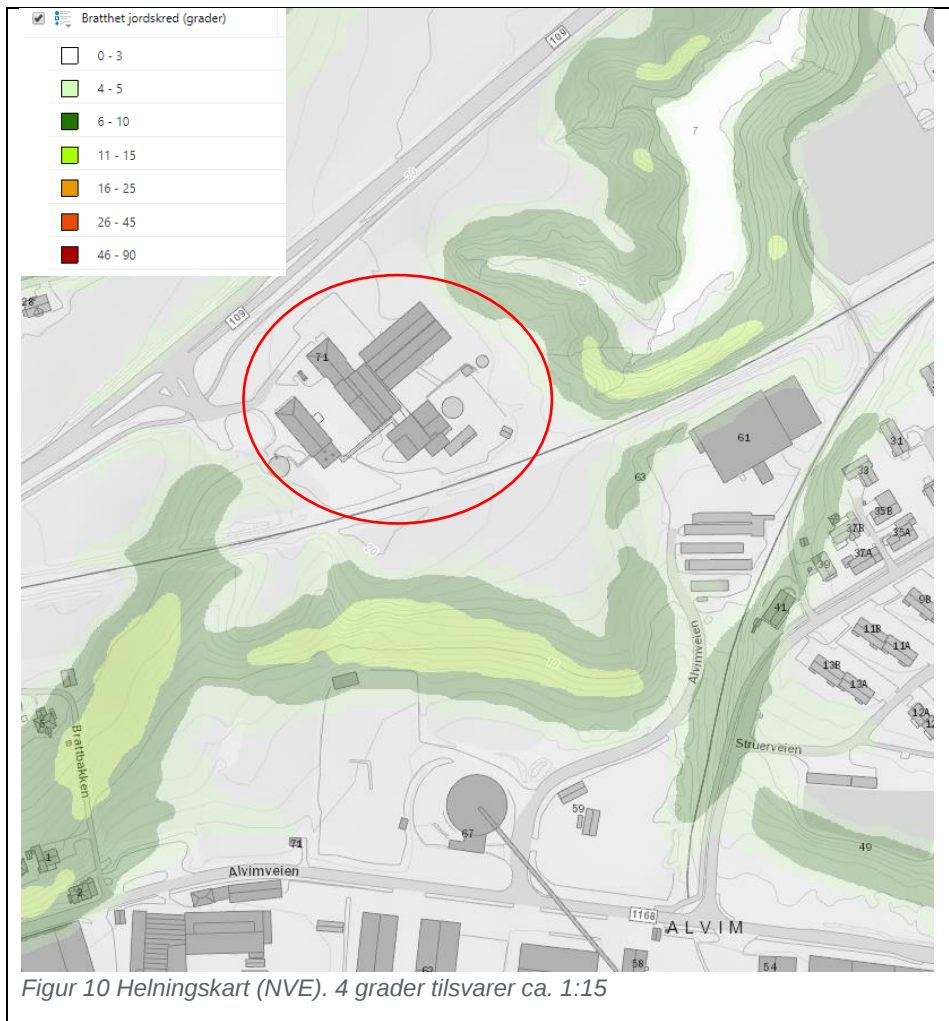 Bratthet jordskred (grader)
0 - 3
4 - 5
6 - 10
11 - 15
16 - 25
26 - 45
46 - 90
109
10
20
7
28
109
10
71
61
31
33
63
35B
37B
35A
37A
39
9B
41
11B
11A
20
Alvimveien
13B
13A
10
12A
Brattbakken
Struerveien
59
67
71
49
1
Alvimveien
1168
ALVIM
58
54
Figur 10 Helningskart (NVE). 4 grader tilsvarer ca. 1:15